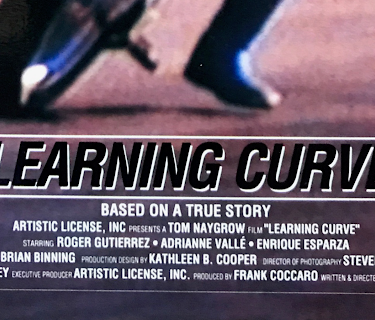 LEARNING CURVE
BASED ON A TRUE STORY
ARTISTIC LICENSE, INC PRESENTS A TOM NAYGROW FILM "LEARNING CURVE"
STARRING ROGER GUTIERREZ • ADRIANNE VALLÉ • ENRIQUE ESPARZA
BRIAN BINNING PRODUCTION DESIGN BY KATHLEEN B. COOPER DIRECTOR OF PHOTOGRAPHY STEVE
EY EXECUTIVE PRODUCER ARTISTIC LICENSE, INC. PRODUCED BY FRANK COCCARO WRITTEN & DIRECTE